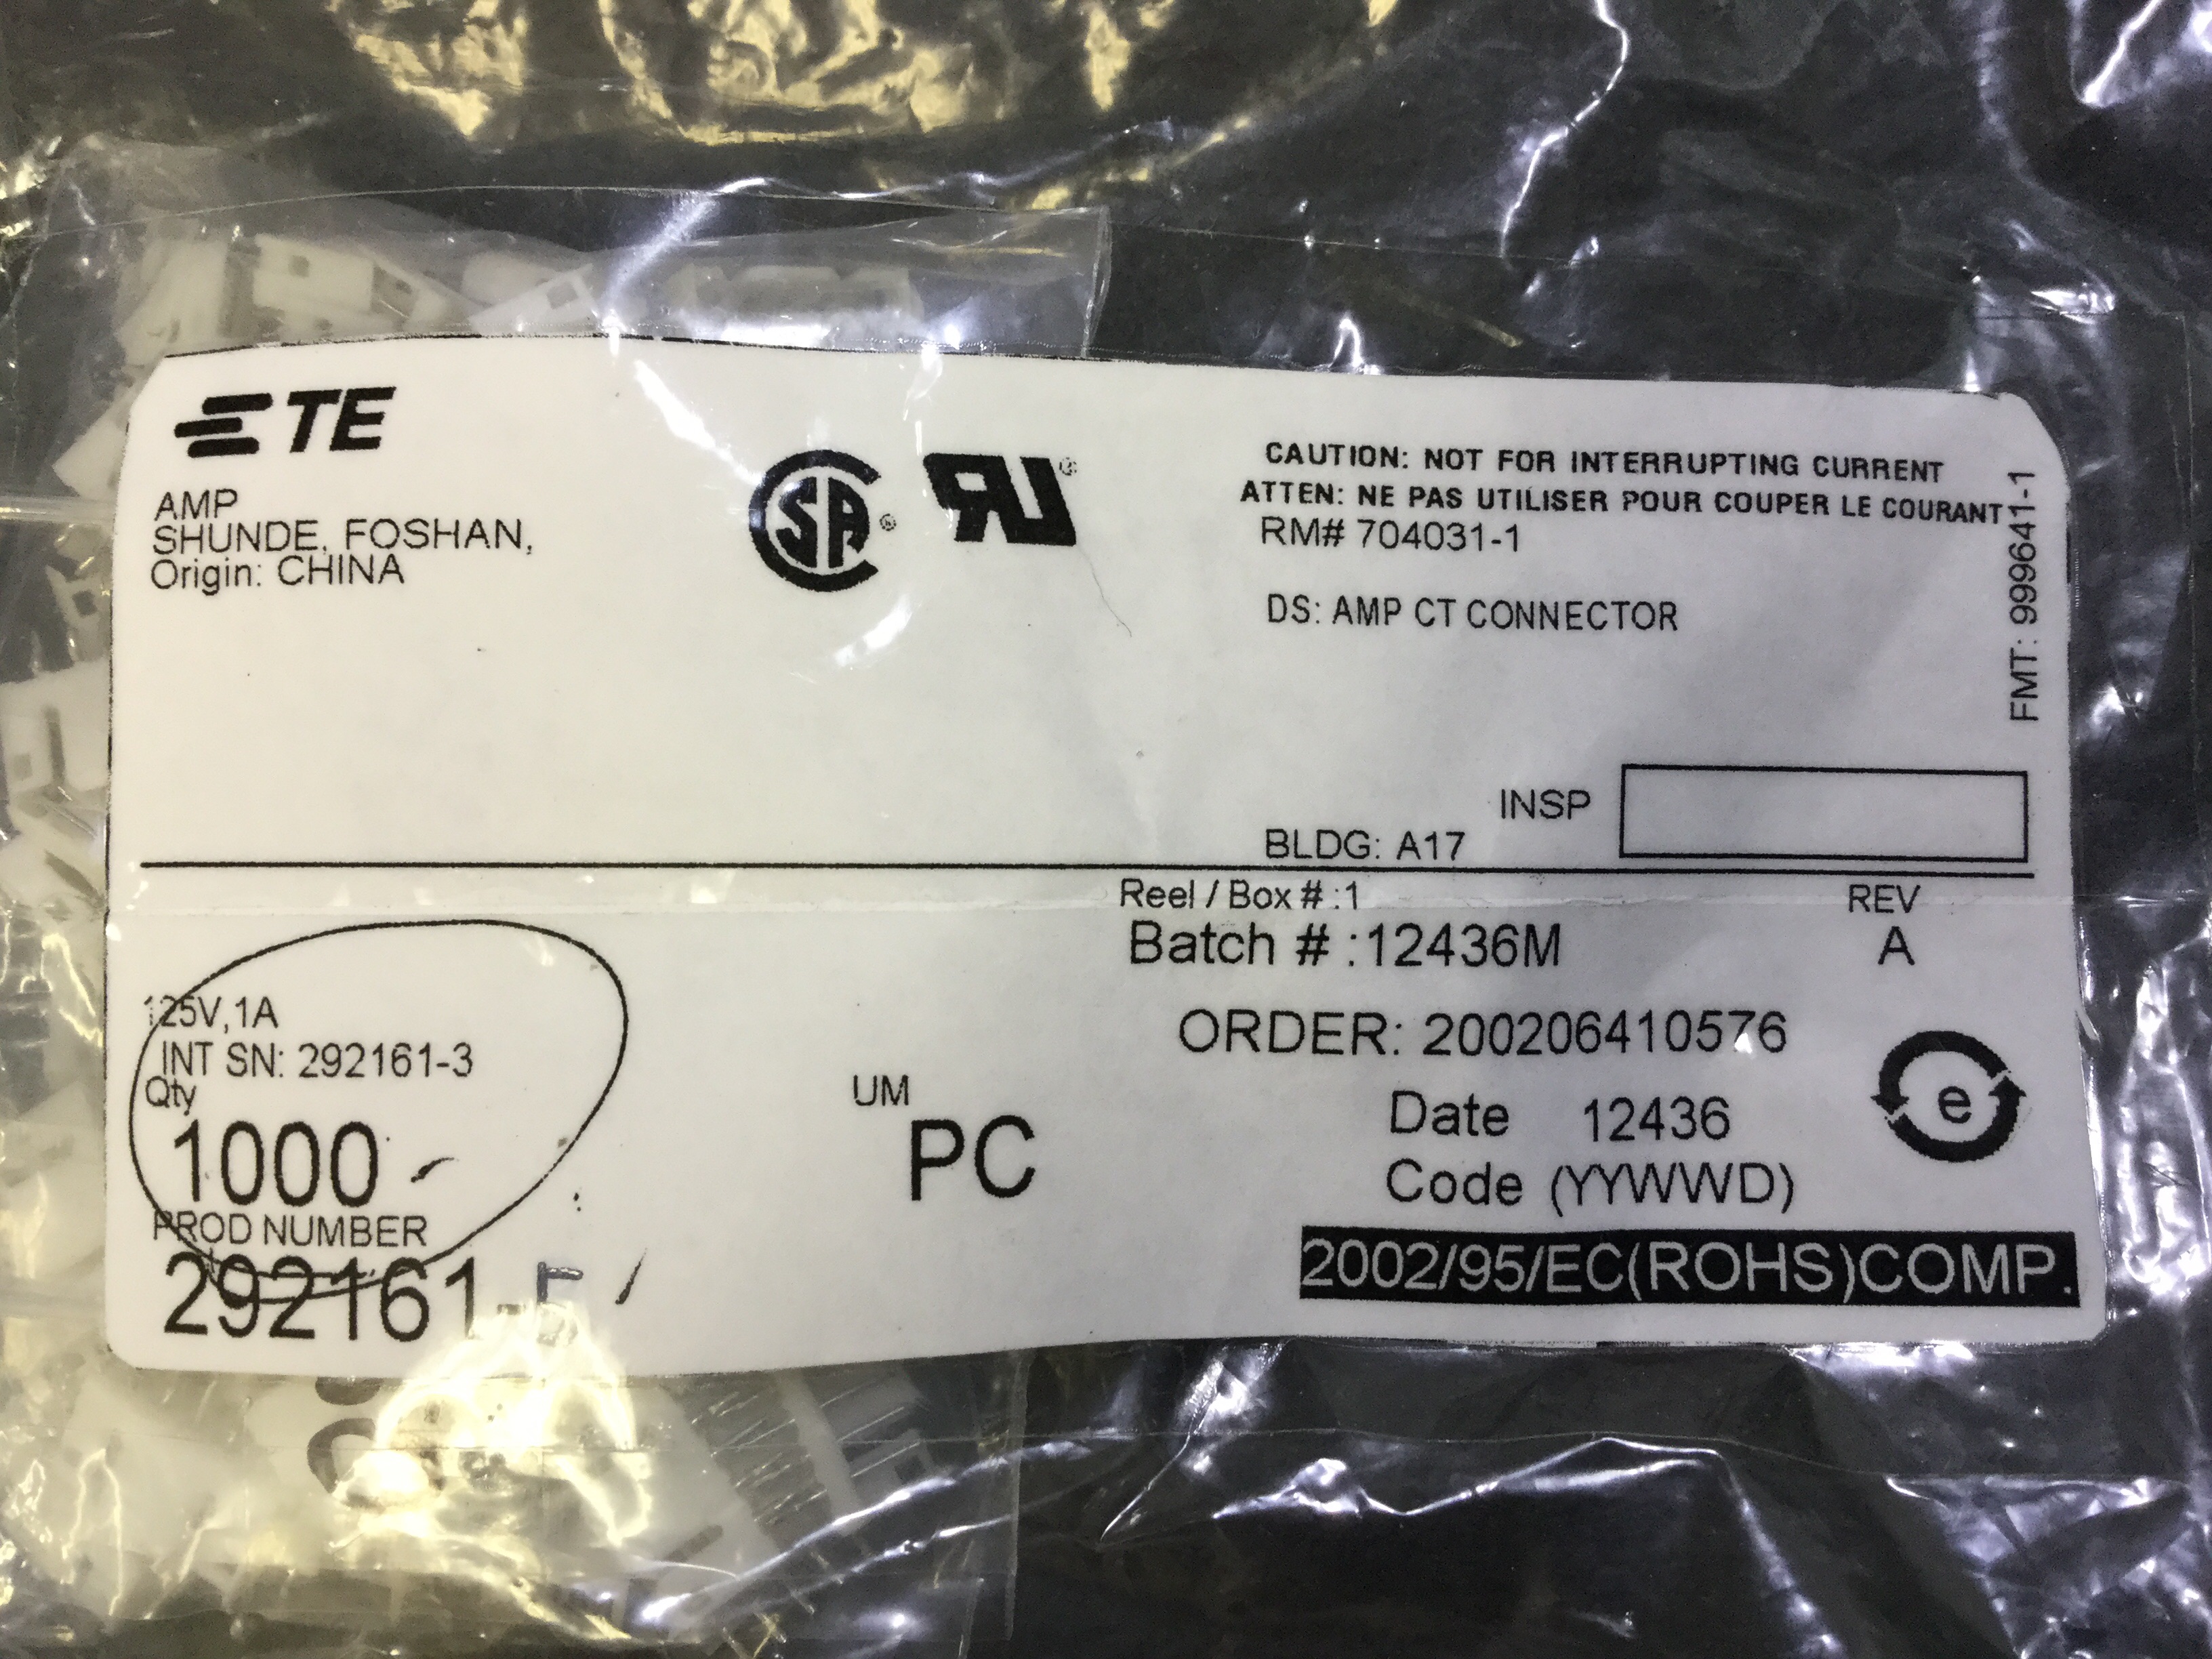 TE
AMP
SHUNDE, FOSHAN,
Origin: CHINA
SA
RU
CAUTION: NOT FOR INTERRUPTING CURRENT
ATTEN: NE PAS UTILISER POUR COUPER LE COURANT
RM# 704031-1
DS: AMP CT CONNECTOR
FMT: 999641-1
INSP
BLDG: A17
Reel / Box # :1
REV
Batch # :12436M
A
125V,1A
INT SN: 292161-3
ORDER: 200206410576
Qty
1000
UM
PC
Date 12436
Code (YYWWD)
e
PROD NUMBER
292161-
2002/95/EC(ROHS)COMP.